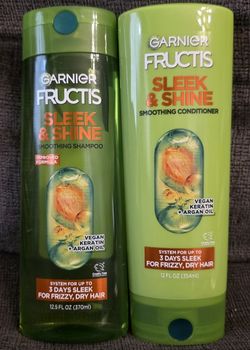 GARNIER
FRUCTIS
SLEEK
& SHINE
SMOOTHING SHAMPOO
IMPROVED
FORMULA
VEGAN
KERATIN
+ ARGAN OIL
SYSTEM FOR UP TO
3 DAYS SLEEK
FOR FRIZZY, DRY HAIR
12.5 FL OZ (370ml)
GARNIER
FRUCTIS
SLEEK
& SHINE
SMOOTHING CONDITIONER
VEGAN
KERATIN
+ ARGAN OIL
SYSTEM FOR UP TO
3 DAYS SLEEK
FOR FRIZZY, DRY HAIR
12 FL OZ (354ml)